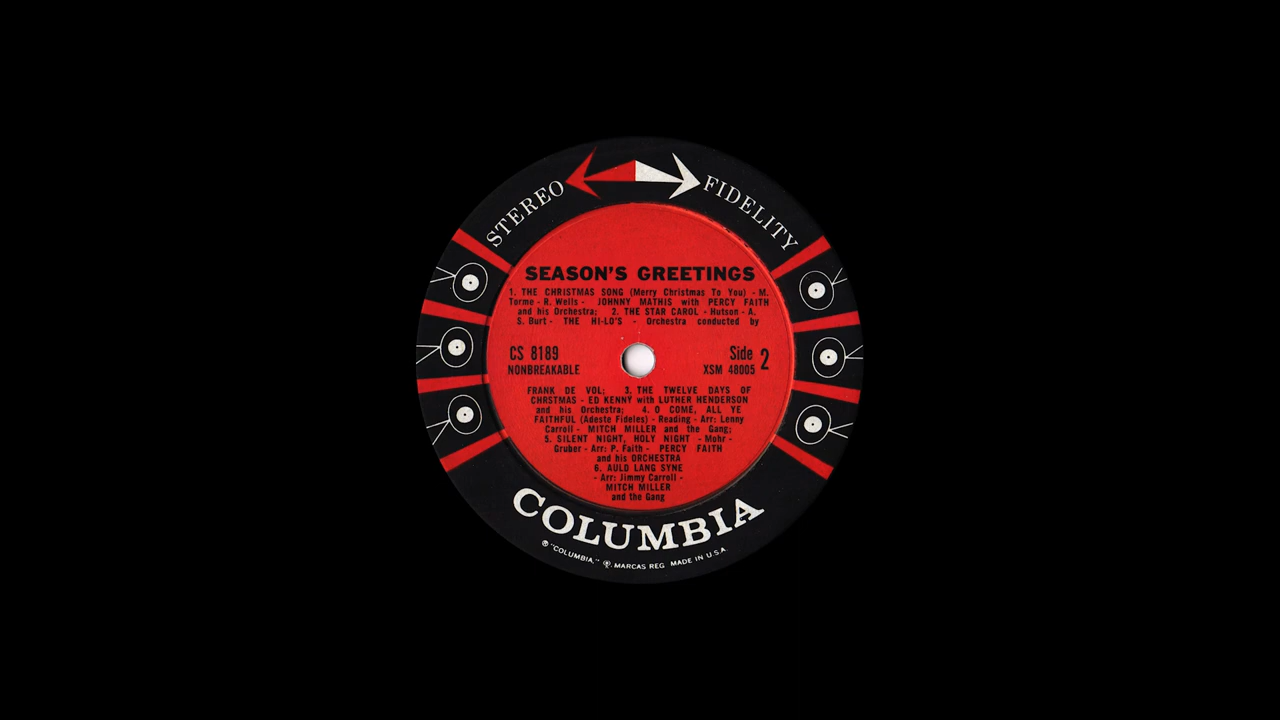 STEREO FIDELITY
SEASON'S GREETINGS
1. THE CHRISTMAS SONG (Merry Christmas To You) - M.
Torme - R. Wells - JOHNNY MATHIS with PERCY FAITH
and his Orchestra; 2. THE STAR CAROL - Hutson - A.
S. Burt - THE HI-LO'S - Orchestra conducted by
CS 8189
NONBREAKABLE
Side 2
XSM 48005
FRANK DE VOL; 3. THE TWELVE DAYS OF
CHRSTMAS - ED KENNY with LUTHER HENDERSON
and his Orchestra; 4. O COME, ALL YE
FAITHFUL (Adeste Fideles) - Reading - Arr: Lenny
Carroll - MITCH MILLER and the Gang;
5. SILENT NIGHT, HOLY NIGHT - Mohr -
Gruber - Arr: P. Faith - PERCY FAITH
and his ORCHESTRA
6. AULD LANG SYNE
- Arr: Jimmy Carroll -
MITCH MILLER
and the Gang
COLUMBIA
® "COLUMBIA," ®. MARCAS REG MADE IN U.S.A.